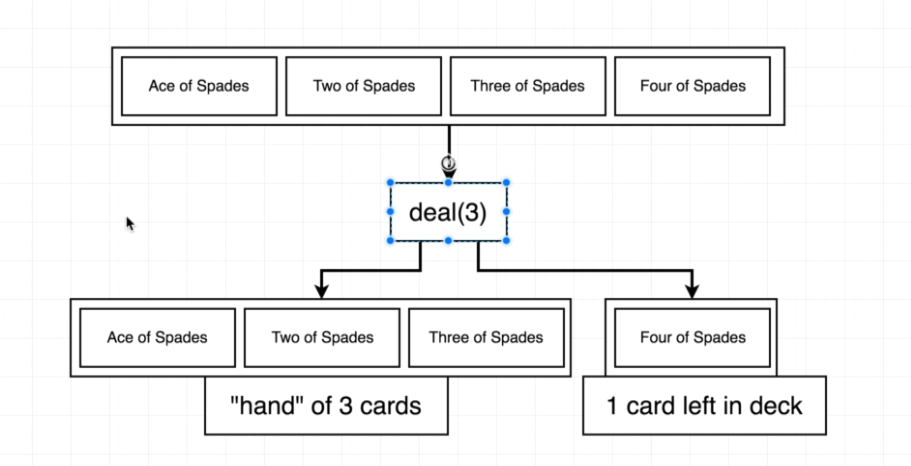 Ace of Spades
Two of Spades
Three of Spades
Four of Spades
deal(3)
Ace of Spades
Two of Spades
Three of Spades
Four of Spades
"hand" of 3 cards
1 card left in deck